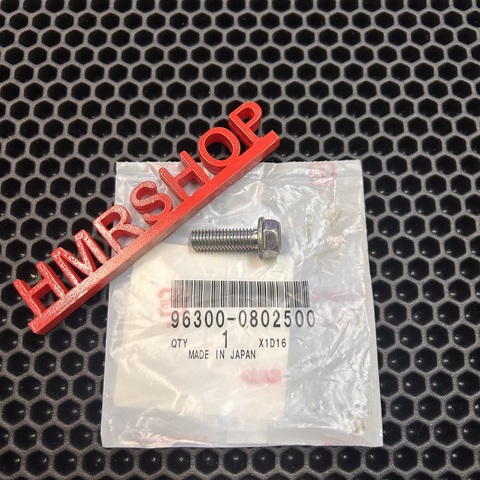 HMRSHOP
96300-0802500
QTY 1 X1D16
MADE IN JAPAN